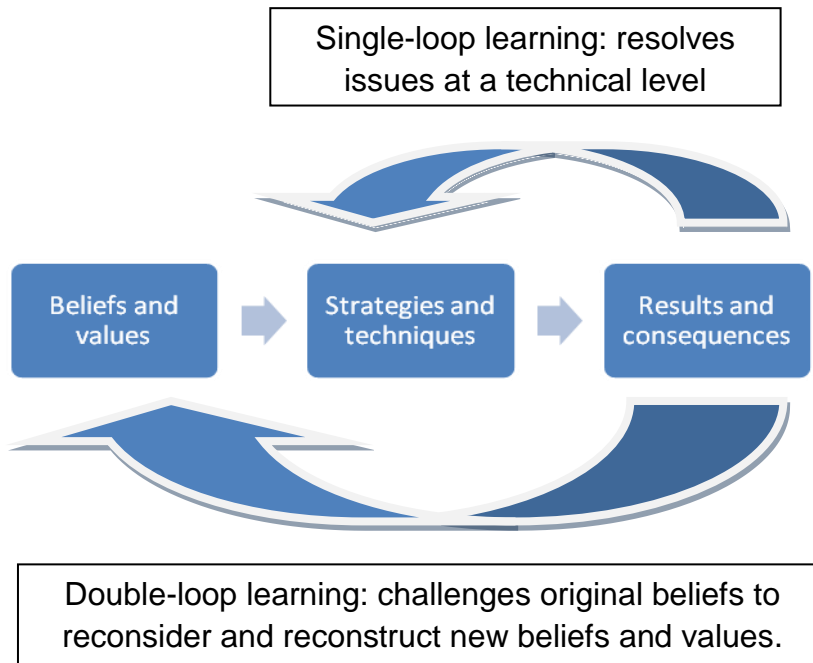 Single-loop learning: resolves
issues at a technical level
Beliefs and
values
Strategies and
techniques
Results and
consequences
Double-loop learning: challenges original beliefs to
reconsider and reconstruct new beliefs and values.